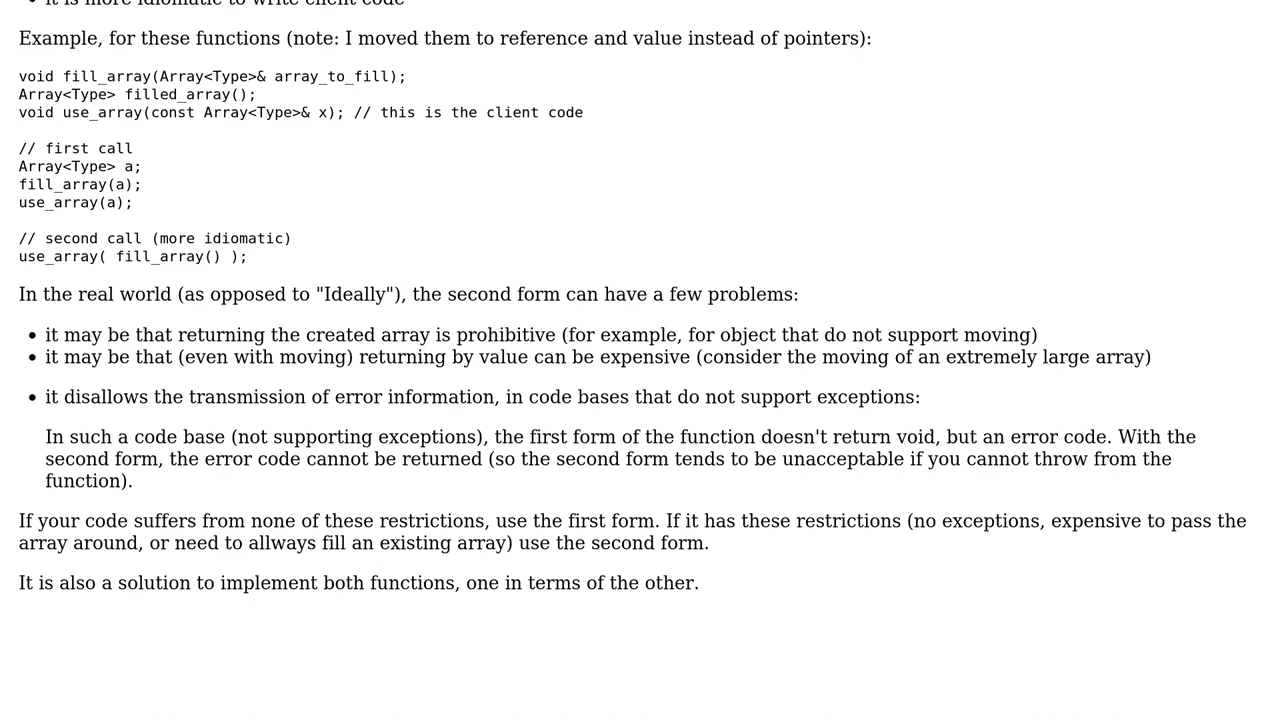 it is more idiomatic to write client code
Example, for these functions (note: I moved them to reference and value instead of pointers):
void fill_array(Array<Type>& array_to_fill);
Array<Type> filled_array();
void use_array(const Array<Type>& x); // this is the client code
// first call
Array<Type> a;
fill_array(a);
use_array(a);
// second call (more idiomatic)
use_array( fill_array() );
In the real world (as opposed to "Ideally"), the second form can have a few problems:
• it may be that returning the created array is prohibitive (for example, for object that do not support moving)
• it may be that (even with moving) returning by value can be expensive (consider the moving of an extremely large array)
• it disallows the transmission of error information, in code bases that do not support exceptions:
In such a code base (not supporting exceptions), the first form of the function doesn't return void, but an error code. With the
second form, the error code cannot be returned (so the second form tends to be unacceptable if you cannot throw from the
function).
If your code suffers from none of these restrictions, use the first form. If it has these restrictions (no exceptions, expensive to pass the
array around, or need to allways fill an existing array) use the second form.
It is also a solution to implement both functions, one in terms of the other.